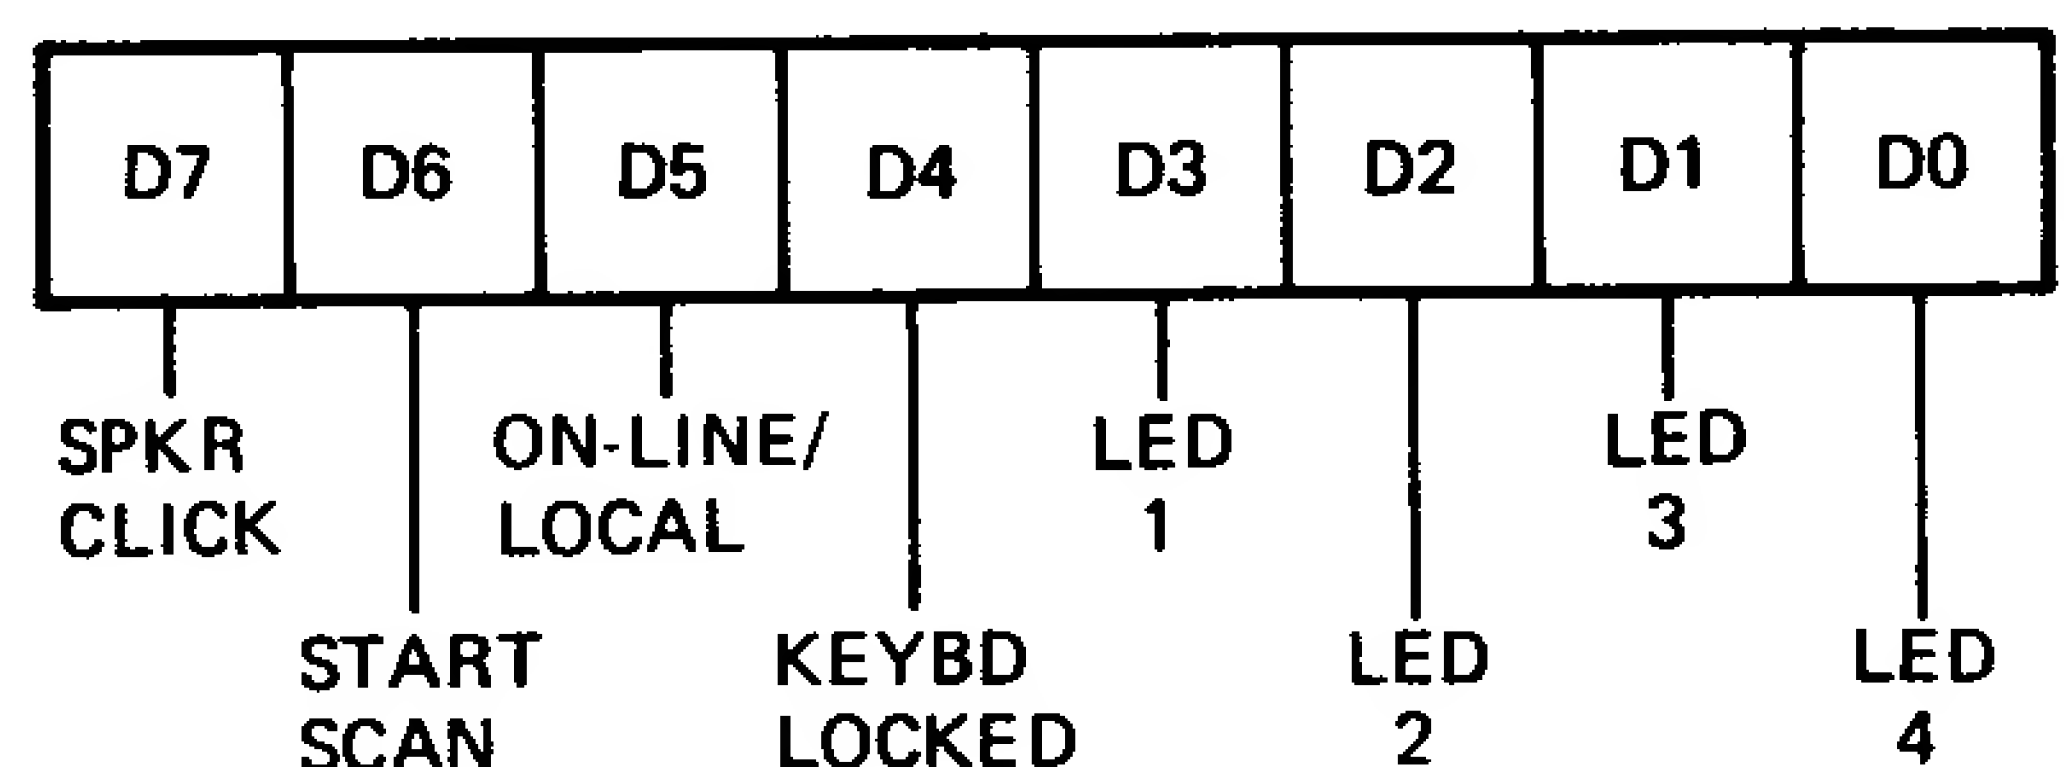 D7 D6 D5 D4 D3 D2 D1 D0
SPKR
CLICK
START
SCAN
ON-LINE/
LOCAL
KEYBD
LOCKED
LED
1
LED
2
LED
3
LED
4